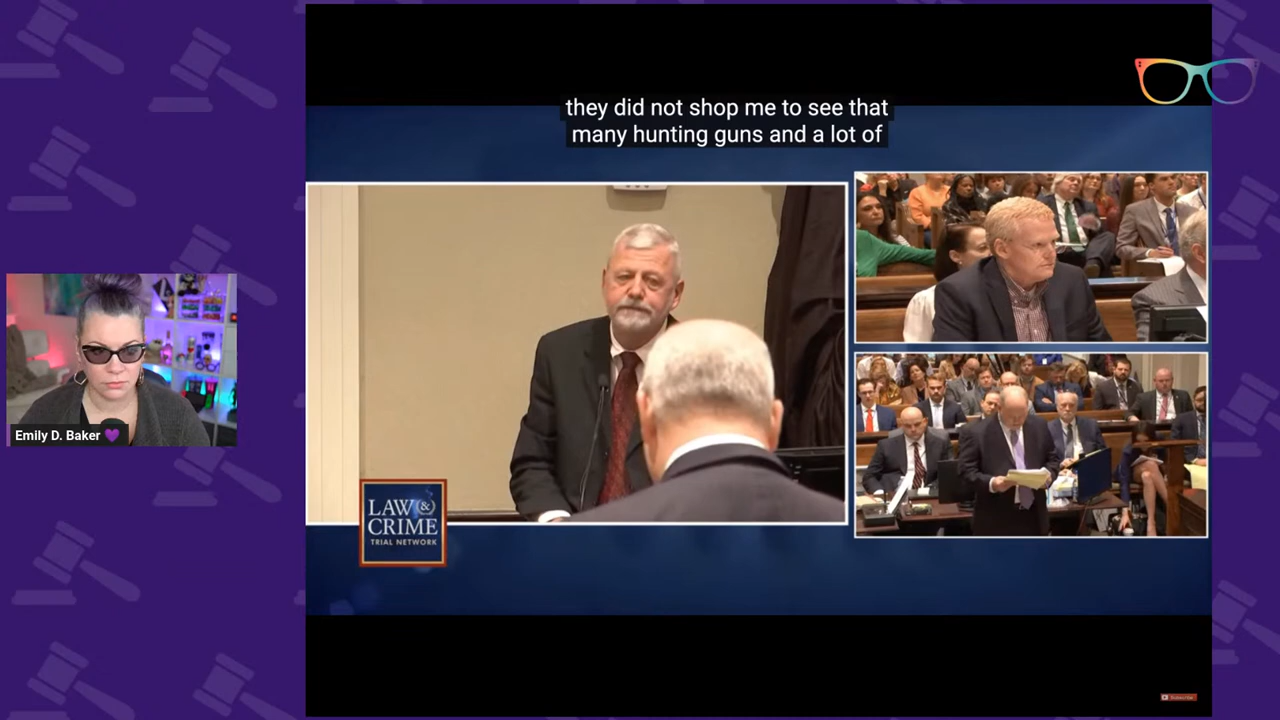 they did not shop me to see that
many hunting guns and a lot of
Emily D. Baker 💜
LAW &
CRIME
TRIAL NETWORK
Subscribe